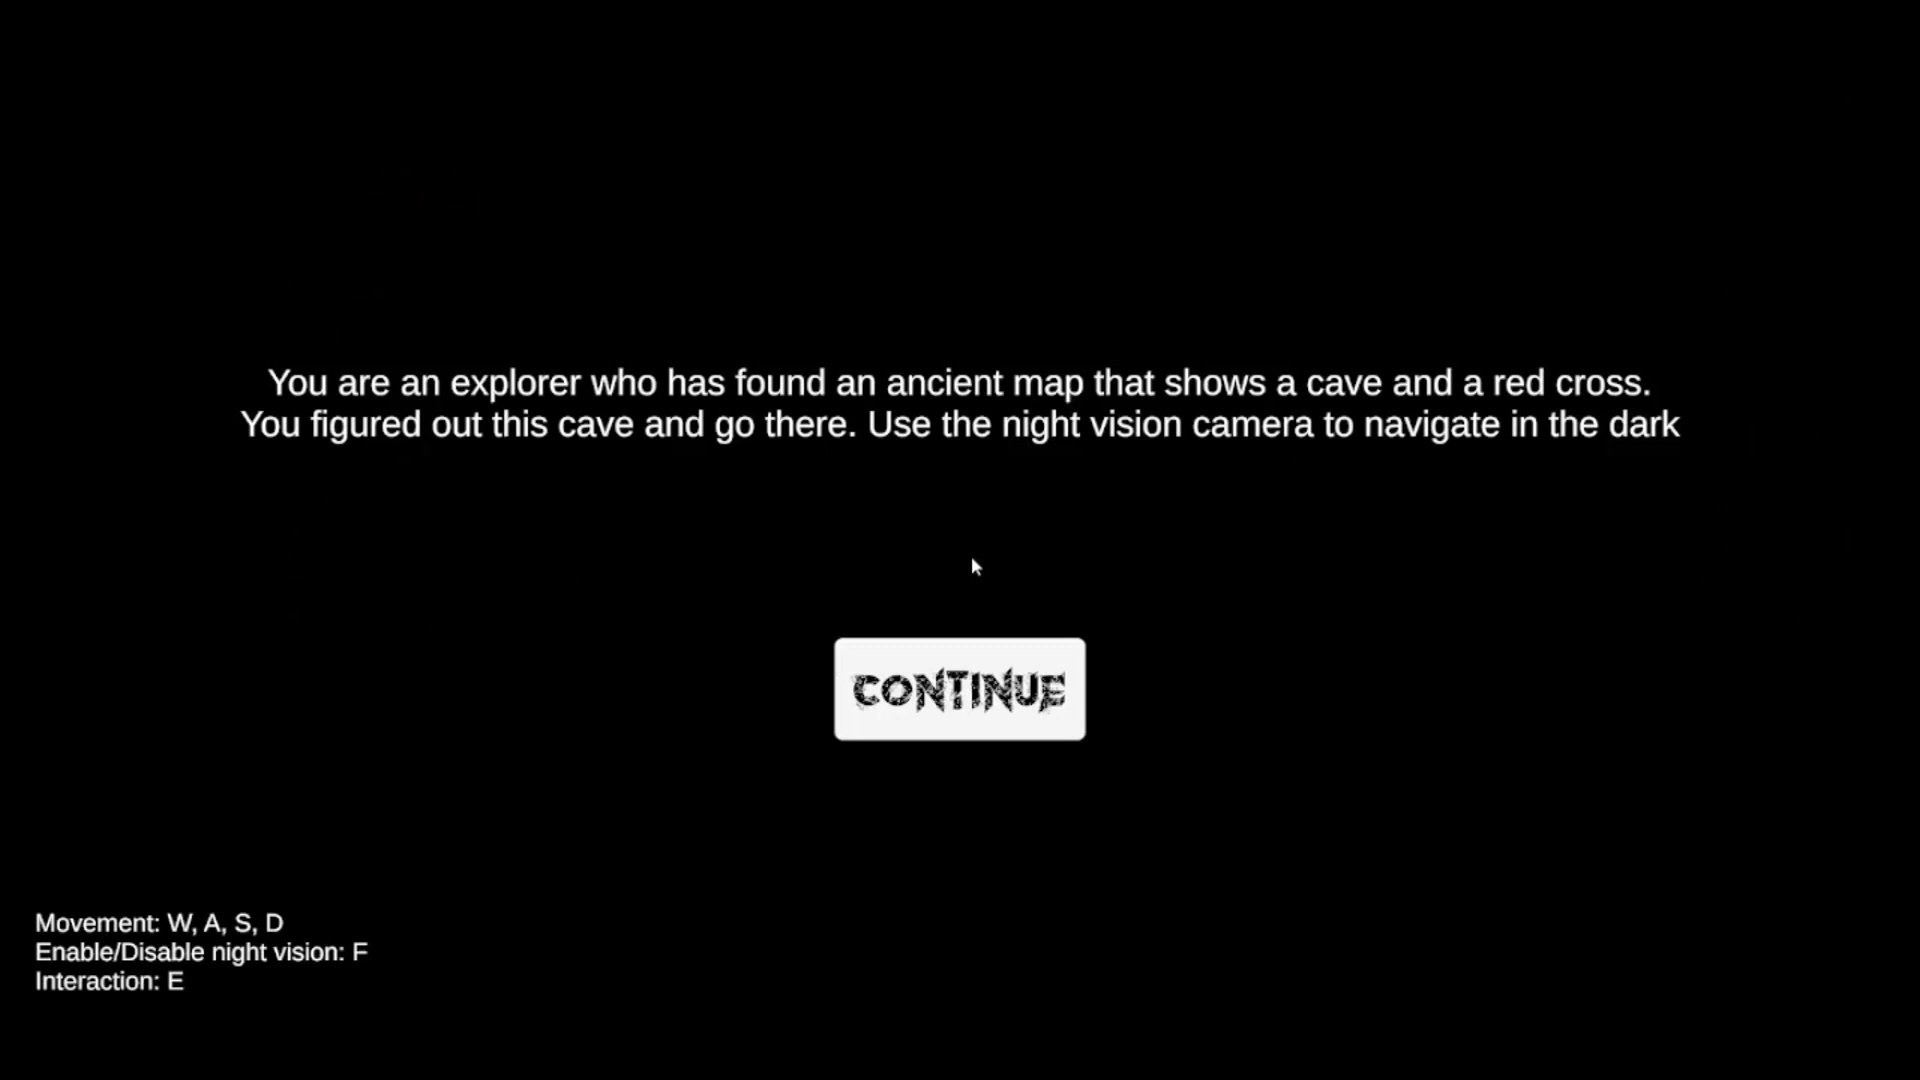 You are an explorer who has found an ancient map that shows a cave and a red cross.
You figured out this cave and go there. Use the night vision camera to navigate in the dark
CONTINUE
Movement: W, A, S, D
Enable/Disable night vision: F
Interaction: E